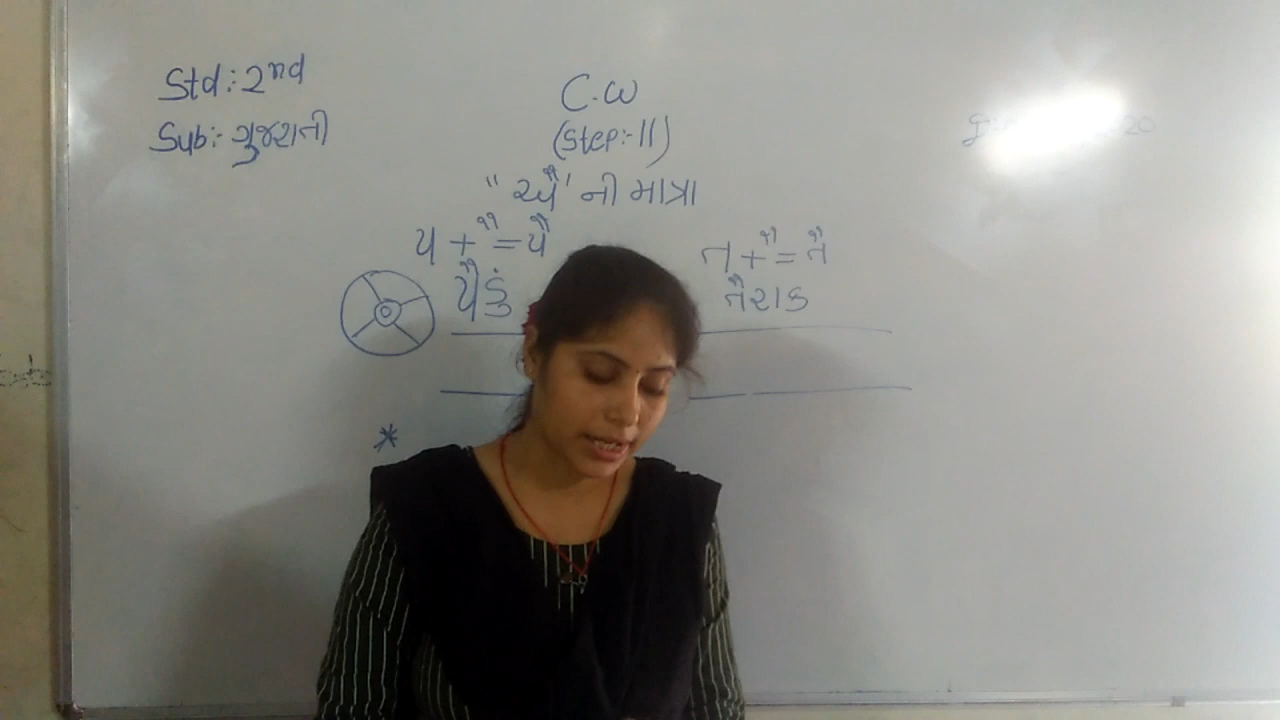 Std:- 2nd
C.W
Sub:- ગુજરાતી
(Step:-11)
"ઐ" ની માત્રા
પ + ૈ = પૈ
ત + ૈ = તૈ
પૈડું
તૈરાક
*